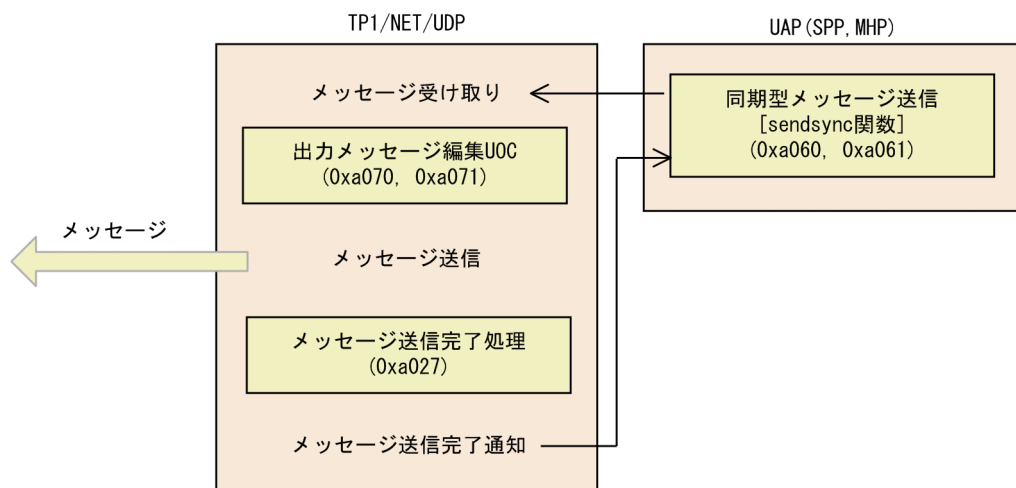 TP1/NET/UDP
UAP(SPP,MHP)
メッセージ受け取り
同期型メッセージ送信
[sendsync関数]
(0xa060, 0xa061)
出力メッセージ編集UOC
(0xa070, 0xa071)
メッセージ
メッセージ送信
メッセージ送信完了処理
(0xa027)
メッセージ送信完了通知